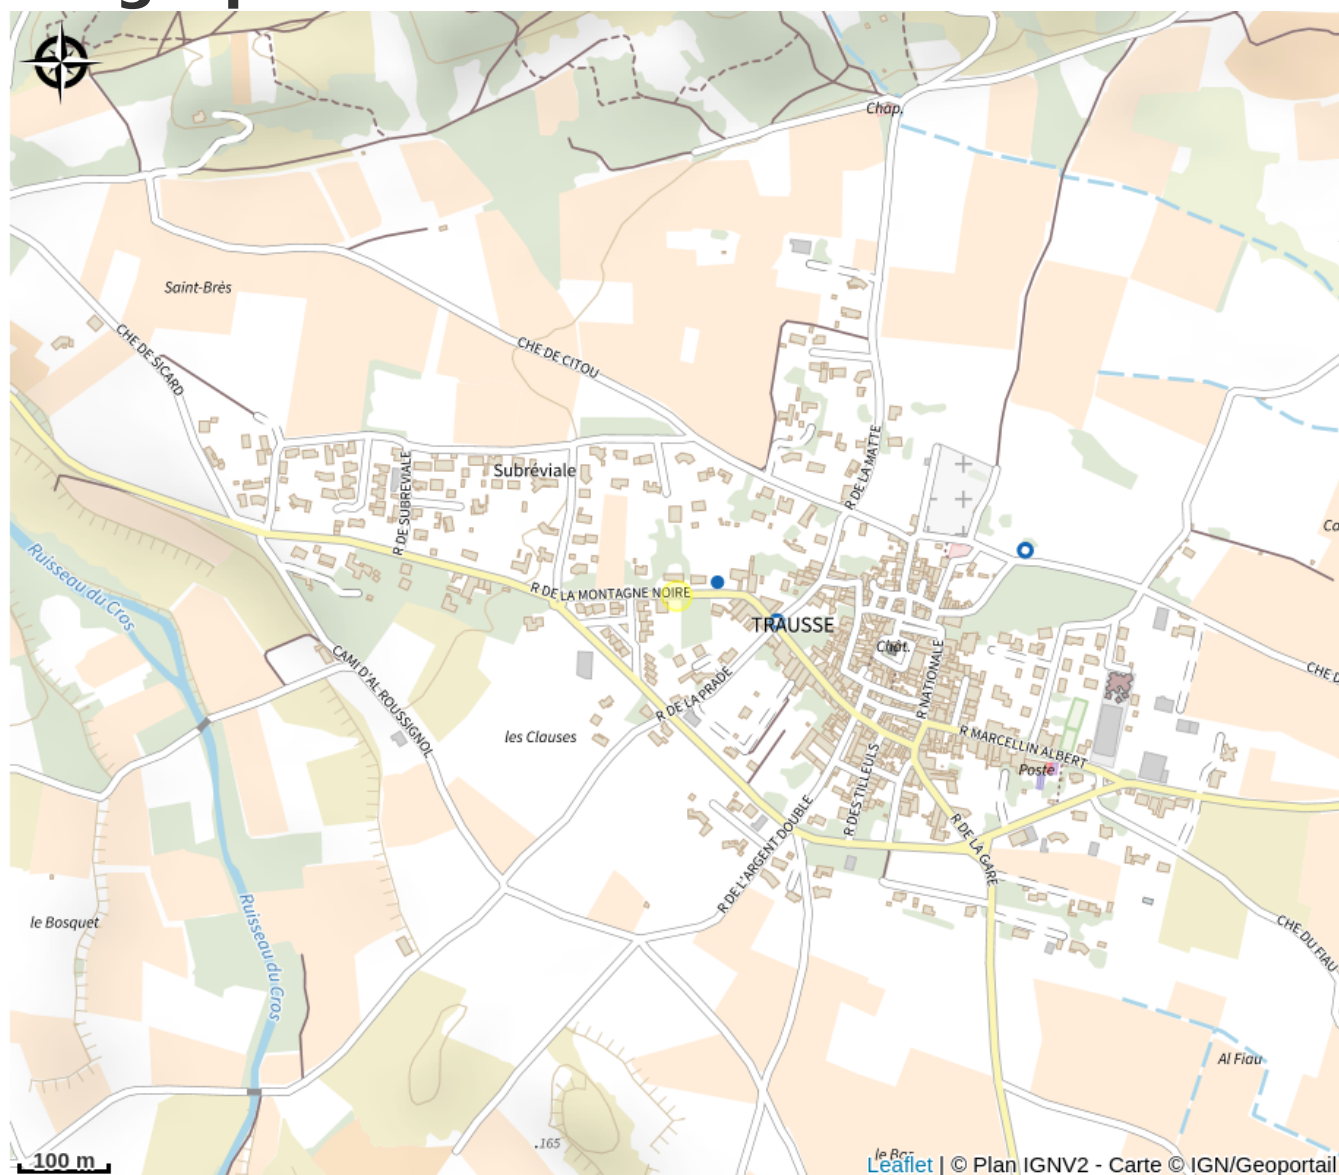 Chap.
Saint-Brès
CHE DE SICARD
CHE DE CITOU
R DE LA MATTE
Subréviale
R DE SUBREVIALE
Ruisseau du Cros
R DE LA MONTAGNE NOIRE
TRAUSSE
Chât.
R NATIONALE
CAMI D'AL ROUSSIGNOL
R DE LA PRADE
les Clauses
R MARCELLIN ALBERT
Poste
R DES TILLEULS
R DE L'ARGENT DOUBLE
R DE LA GARE
le Bosquet
Ruisseau du Cros
CHE DU FIAU
Al Fiau
.165
100 m
Leaflet | © Plan IGNV2 - Carte © IGN/Geoportail